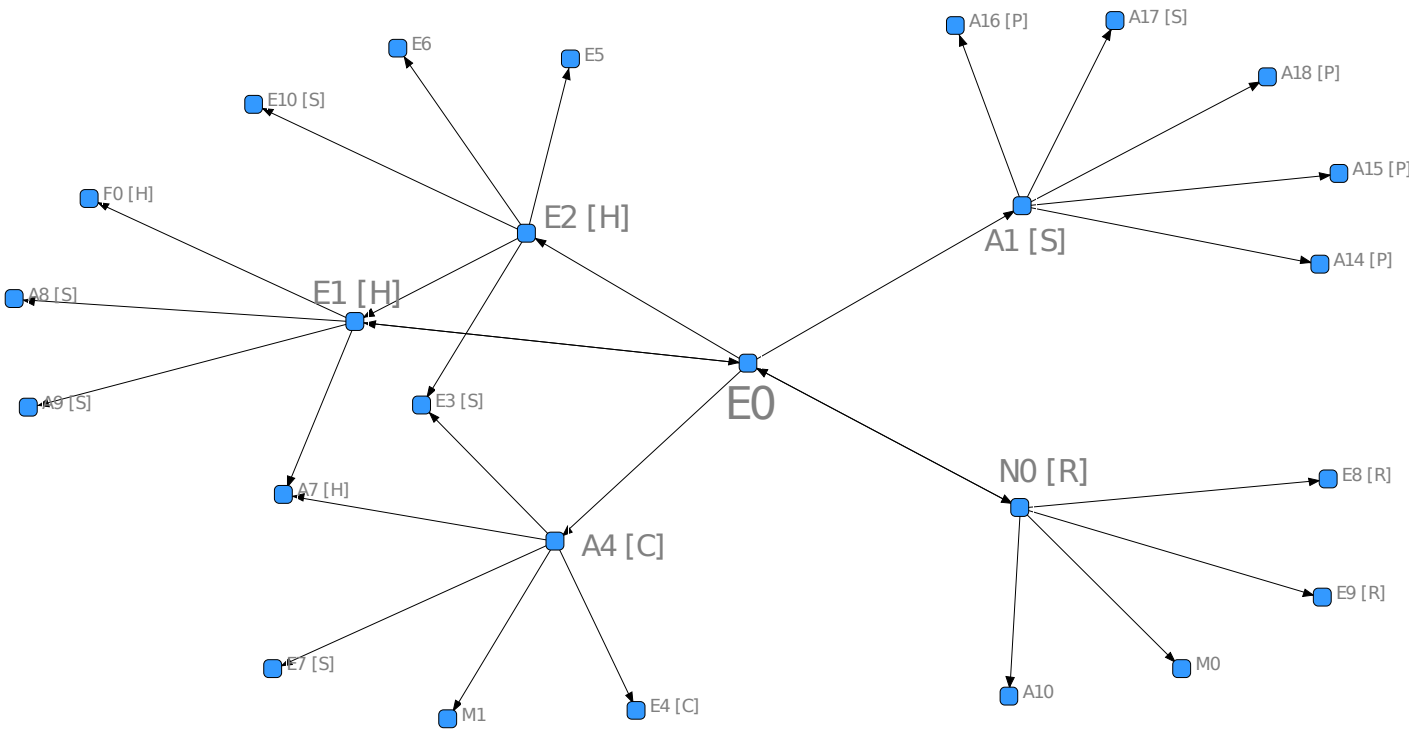 A16 [P]
A17 [S]
E6
E5
A18 [P]
E10 [S]
A15 [P]
F0 [H]
E2 [H]
A1 [S]
A14 [P]
A8 [S]
E1 [H]
A9 [S]
E3 [S]
E0
N0 [R]
E8 [R]
A7 [H]
A4 [C]
E9 [R]
E7 [S]
M0
A10
E4 [C]
M1